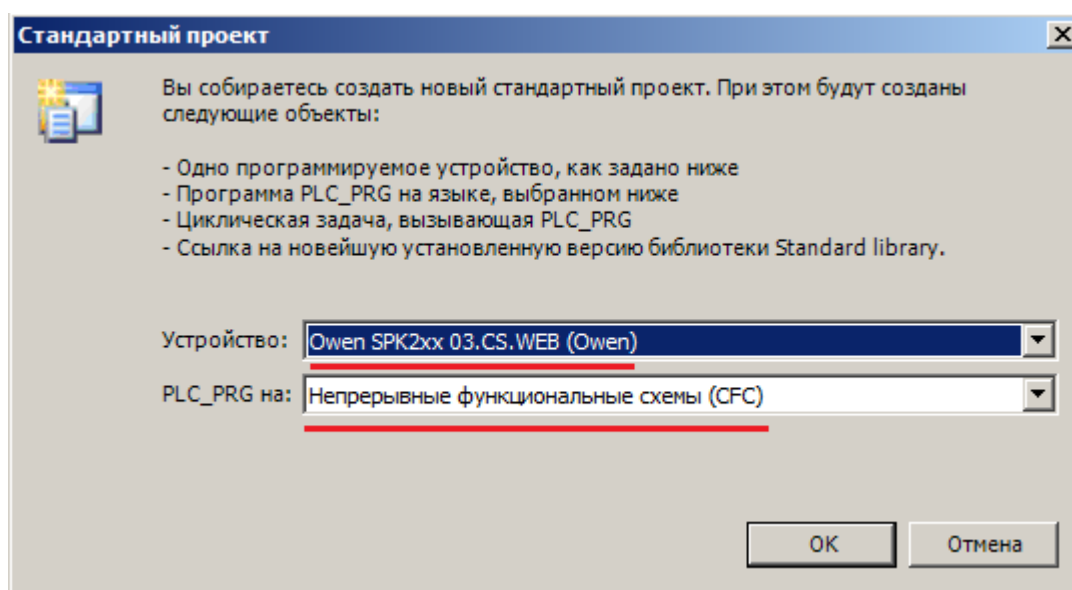 Стандартный проект
Вы собираетесь создать новый стандартный проект. При этом будут созданы
следующие объекты:
- Одно программируемое устройство, как задано ниже
- Программа PLC_PRG на языке, выбранном ниже
- Циклическая задача, вызывающая PLC_PRG
- Ссылка на новейшую установленную версию библиотеки Standard library.
Устройство: Owen SPK2xx 03.CS.WEB (Owen)
PLC_PRG на: Непрерывные функциональные схемы (CFC)
OK Отмена